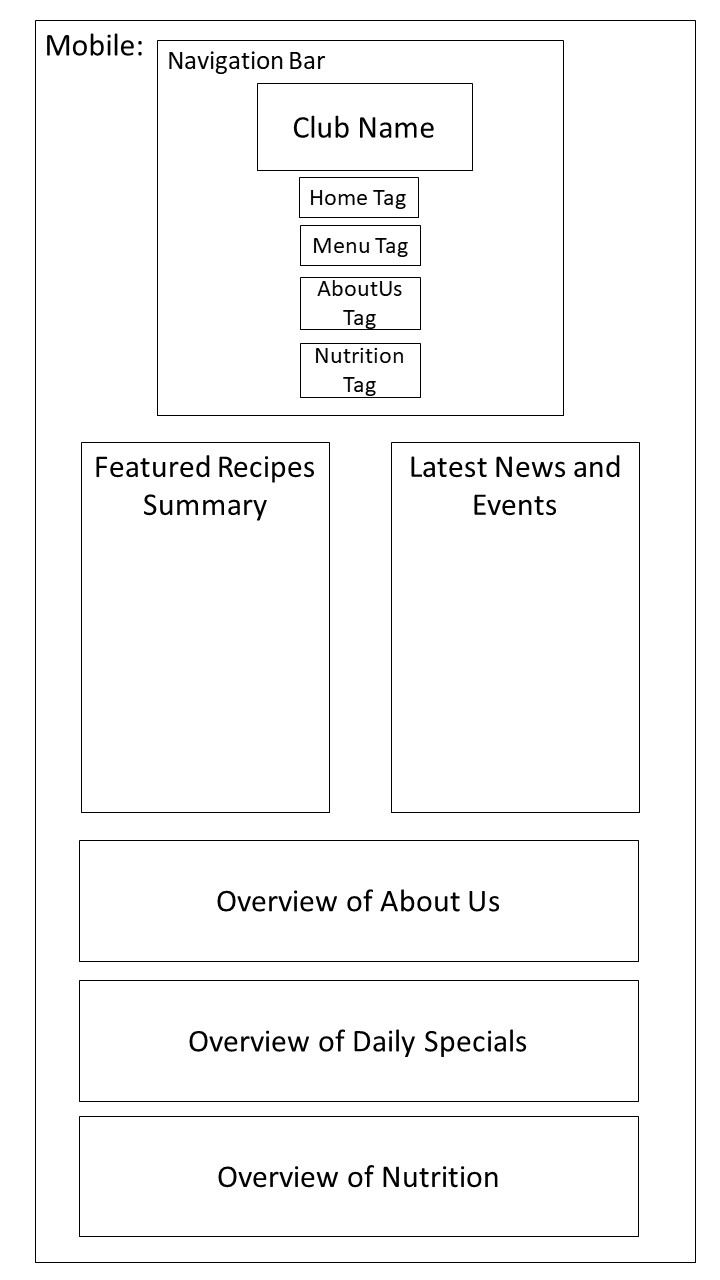 Mobile:
Navigation Bar
Club Name
Home Tag
Menu Tag
AboutUs
Tag
Nutrition
Tag
Featured Recipes
Summary
Latest News and
Events
Overview of About Us
Overview of Daily Specials
Overview of Nutrition